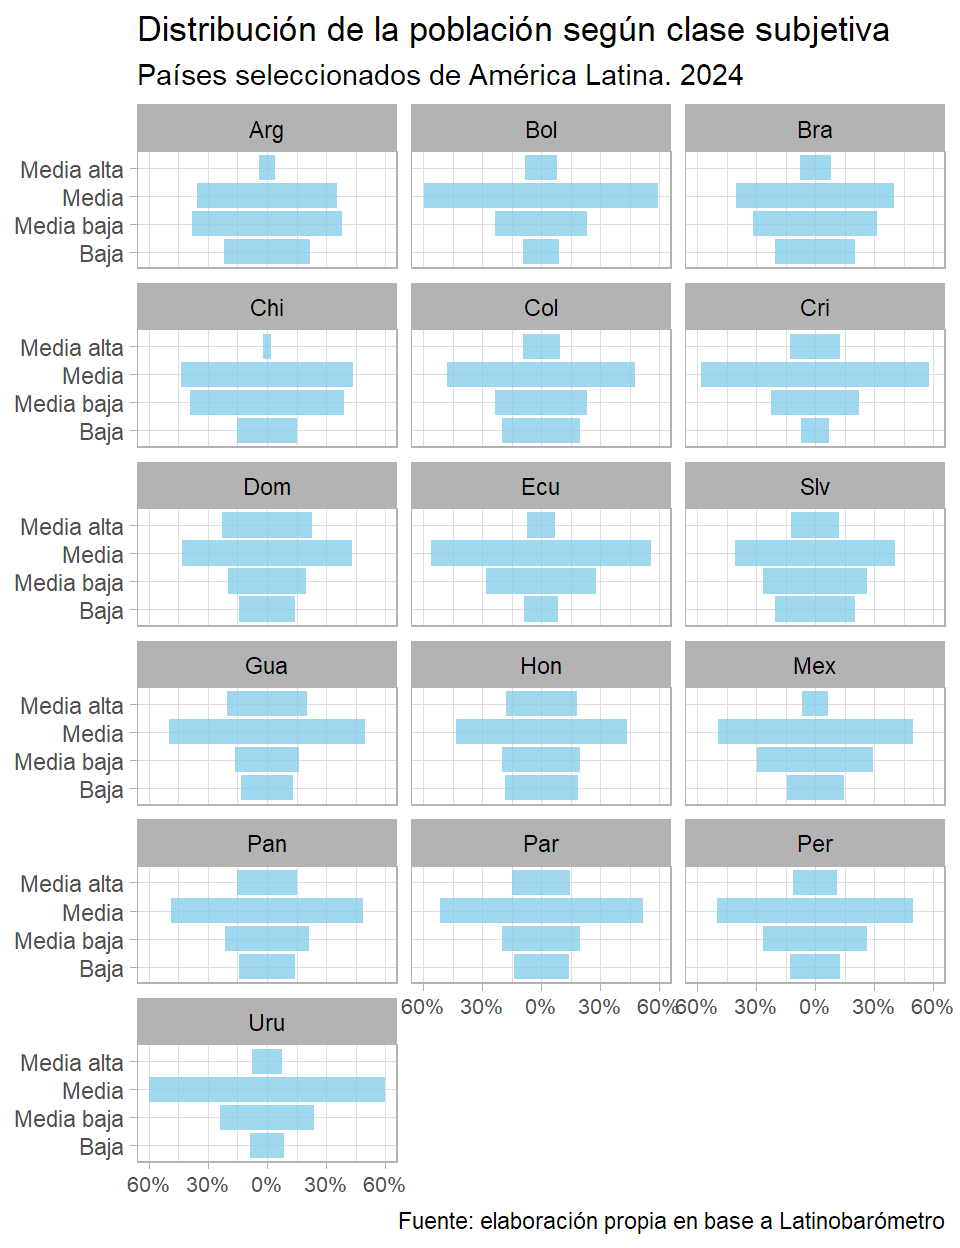 Distribución de la población según clase subjetiva
Países seleccionados de América Latina. 2024
Arg Bol Bra
Media alta
Media
Media baja
Baja
Chi Col Cri
Media alta
Media
Media baja
Baja
Dom Ecu Slv
Media alta
Media
Media baja
Baja
Gua Hon Mex
Media alta
Media
Media baja
Baja
Pan Par Per
Media alta
Media
Media baja
Baja
60% 30% 0% 30% 60% 60% 30% 0% 30% 60%
Uru
Media alta
Media
Media baja
Baja
60% 30% 0% 30% 60%
Fuente: elaboración propia en base a Latinobarómetro